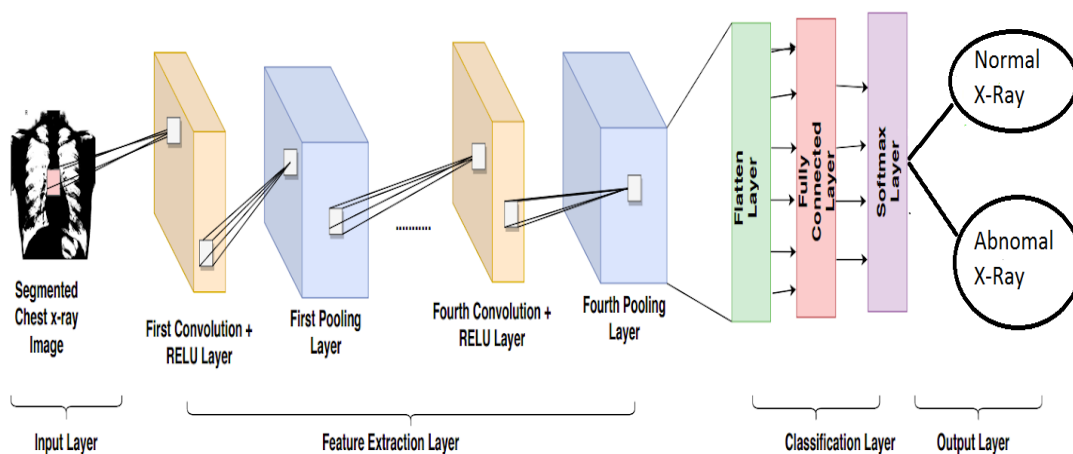 Segmented
Chest x-ray
Image
First Convolution +
RELU Layer
First Pooling
Layer
...........
Fourth Convolution +
RELU Layer
Fourth Pooling
Layer
Flatten
Layer
Fully
Connected
Layer
Softmax
Layer
Normal
X-Ray
Abnomal
X-Ray
Input Layer
Feature Extraction Layer
Classification Layer
Output Layer